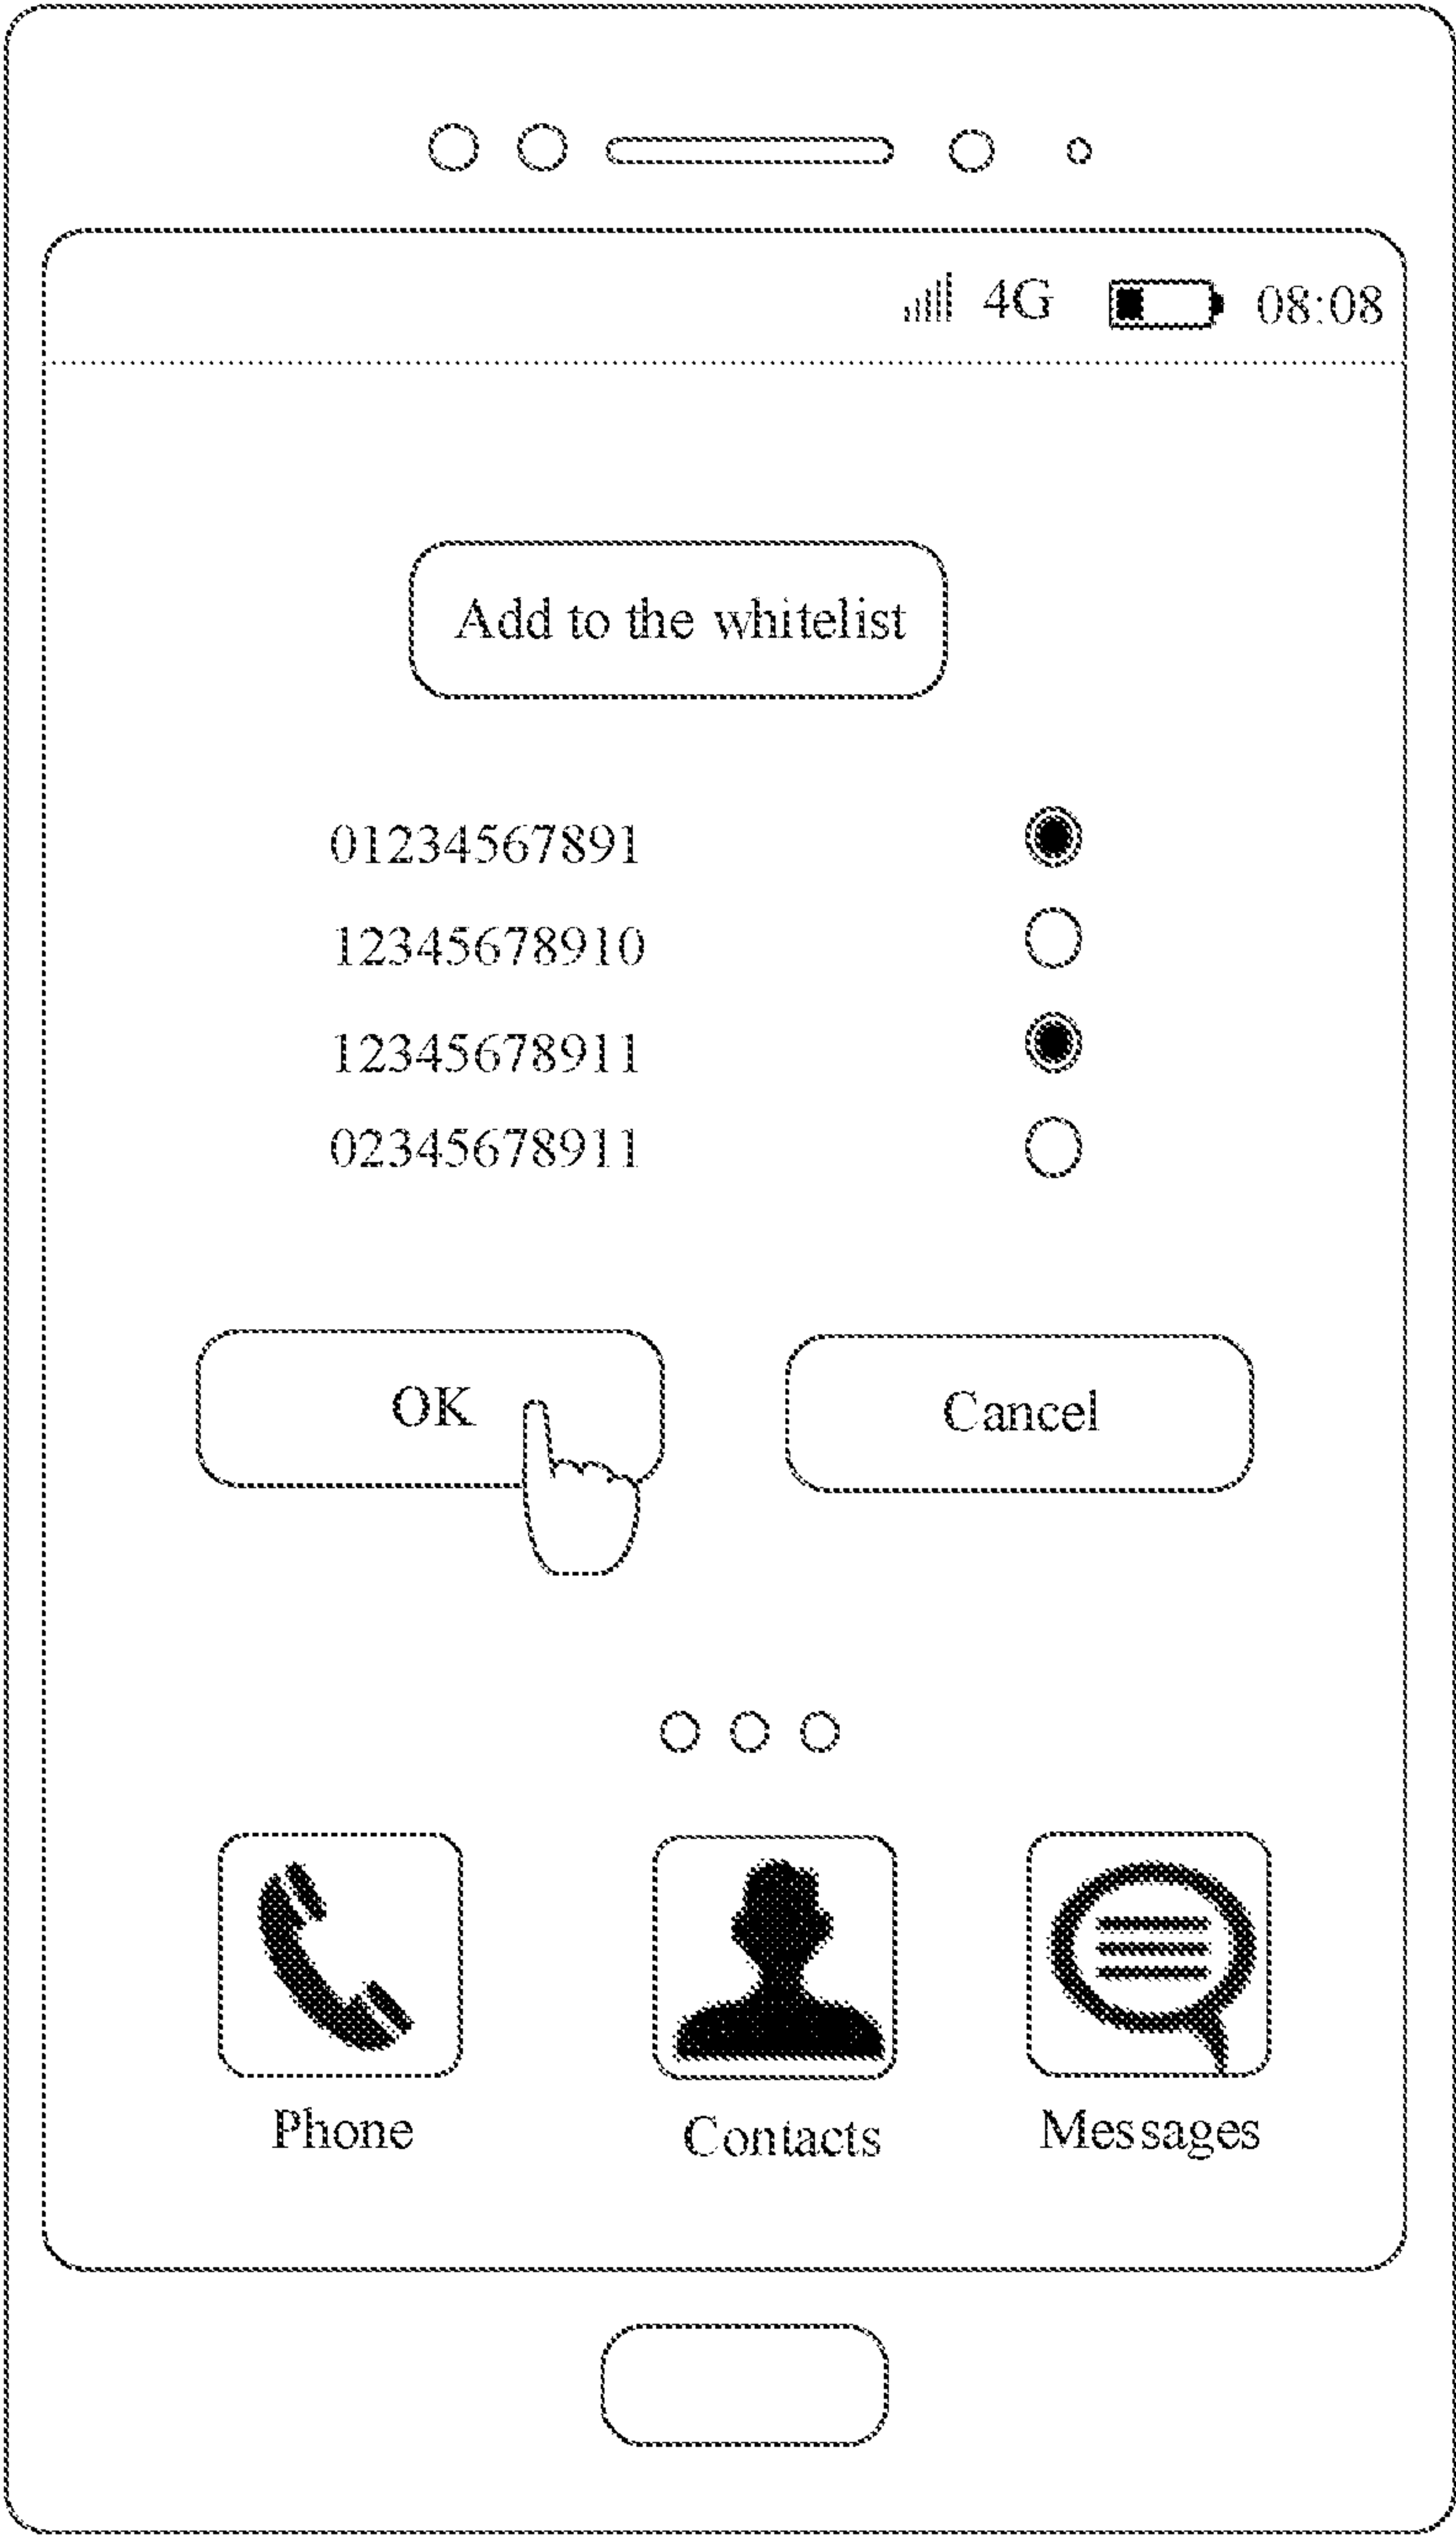 4G 08:08
Add to the whitelist
01234567891
12345678910
12345678911
02345678911
OK Cancel
Phone Contacts Messages